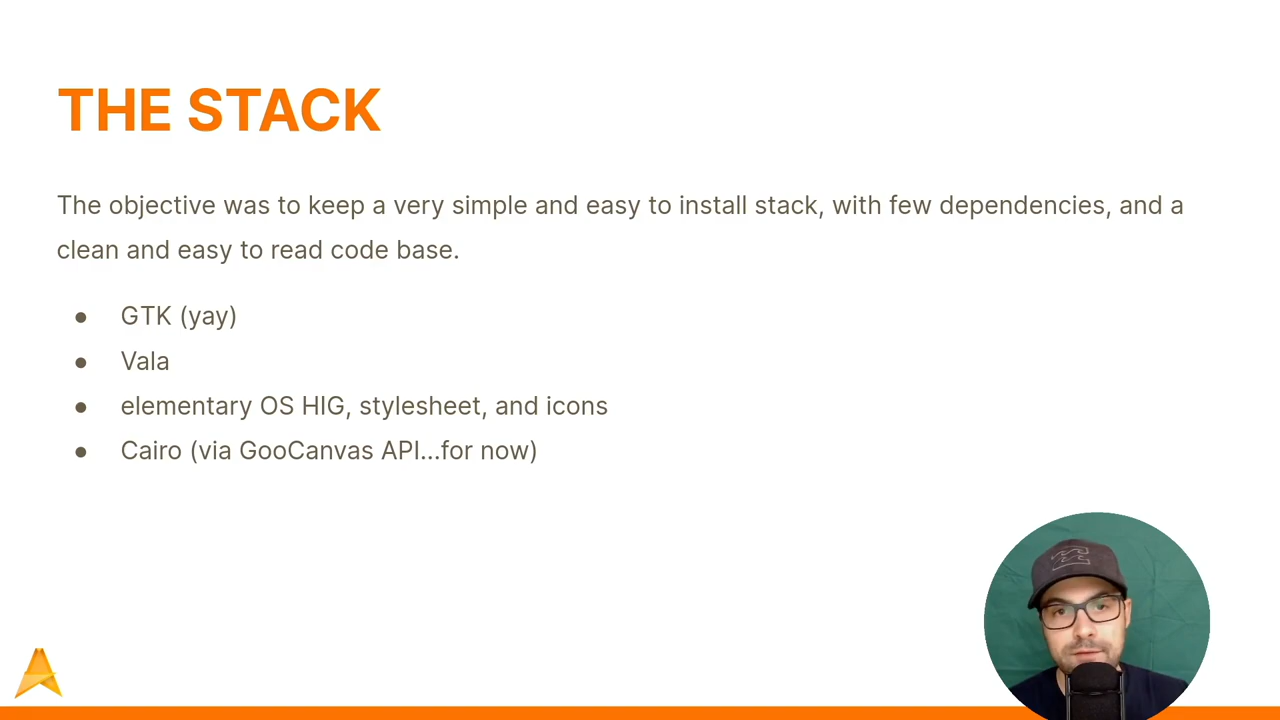 THE STACK
The objective was to keep a very simple and easy to install stack, with few dependencies, and a
clean and easy to read code base.
● GTK (yay)
● Vala
● elementary OS HIG, stylesheet, and icons
● Cairo (via GooCanvas API...for now)